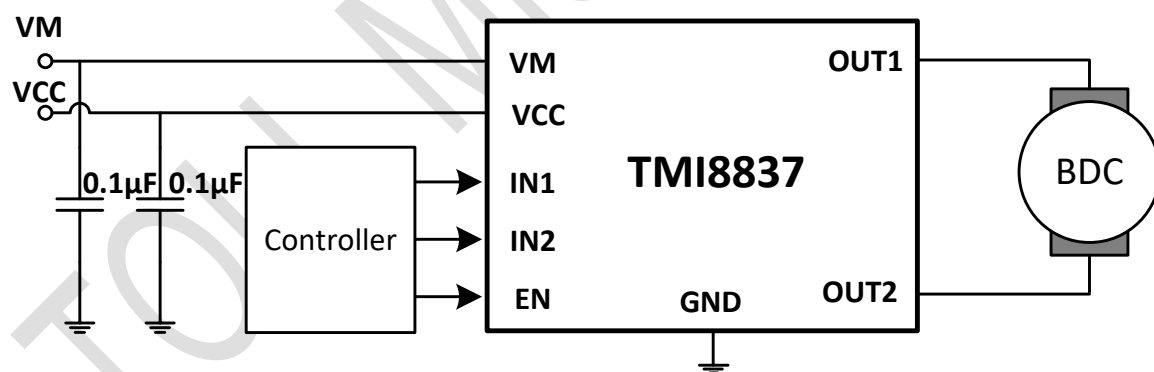 VM
VCC
0.1µF 0.1µF
Controller
VM
VCC
IN1
IN2
EN
TMI8837
GND
OUT1
OUT2
BDC